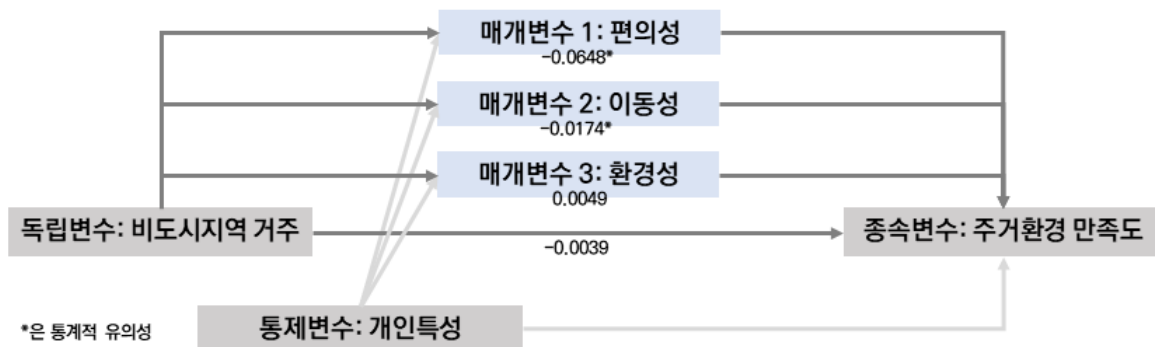 매개변수 1: 편의성
-0.0648*
매개변수 2: 이동성
-0.0174*
매개변수 3: 환경성
0.0049
독립변수: 비도시지역 거주
-0.0039
종속변수: 주거환경 만족도
*은 통계적 유의성
통제변수: 개인특성